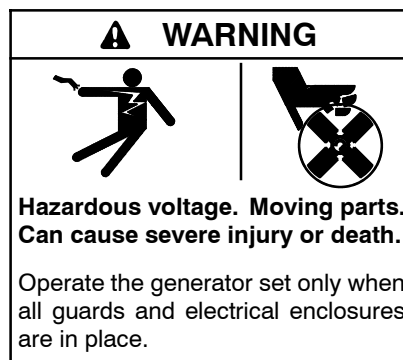 WARNING
Hazardous voltage. Moving parts.
Can cause severe injury or death.
Operate the generator set only when
all guards and electrical enclosures
are in place.